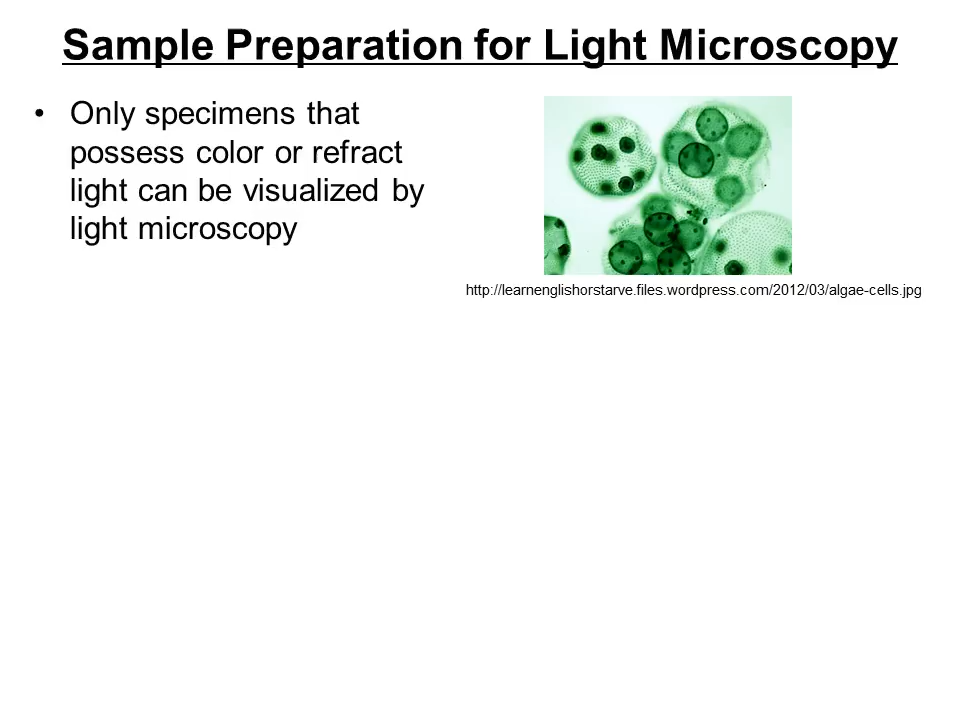 Sample Preparation for Light Microscopy
• Only specimens that
possess color or refract
light can be visualized by
light microscopy
http://learnenglishorstarve.files.wordpress.com/2012/03/algae-cells.jpg